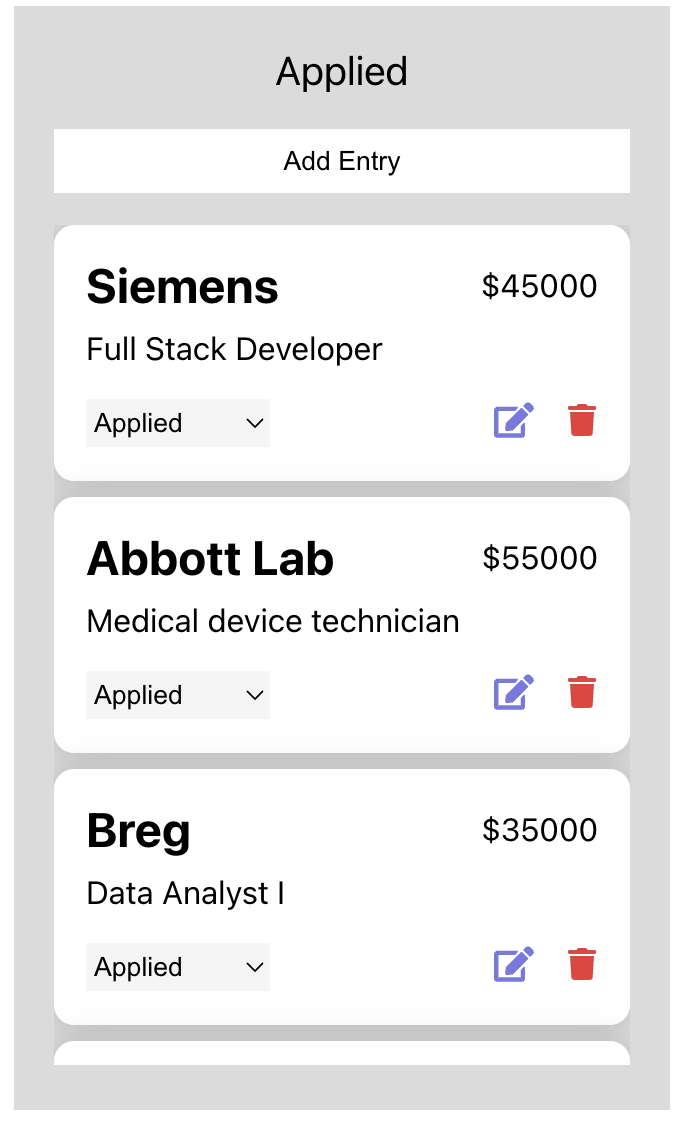 Applied
Add Entry
Siemens $45000
Full Stack Developer
Applied
Abbott Lab $55000
Medical device technician
Applied
Breg $35000
Data Analyst I
Applied